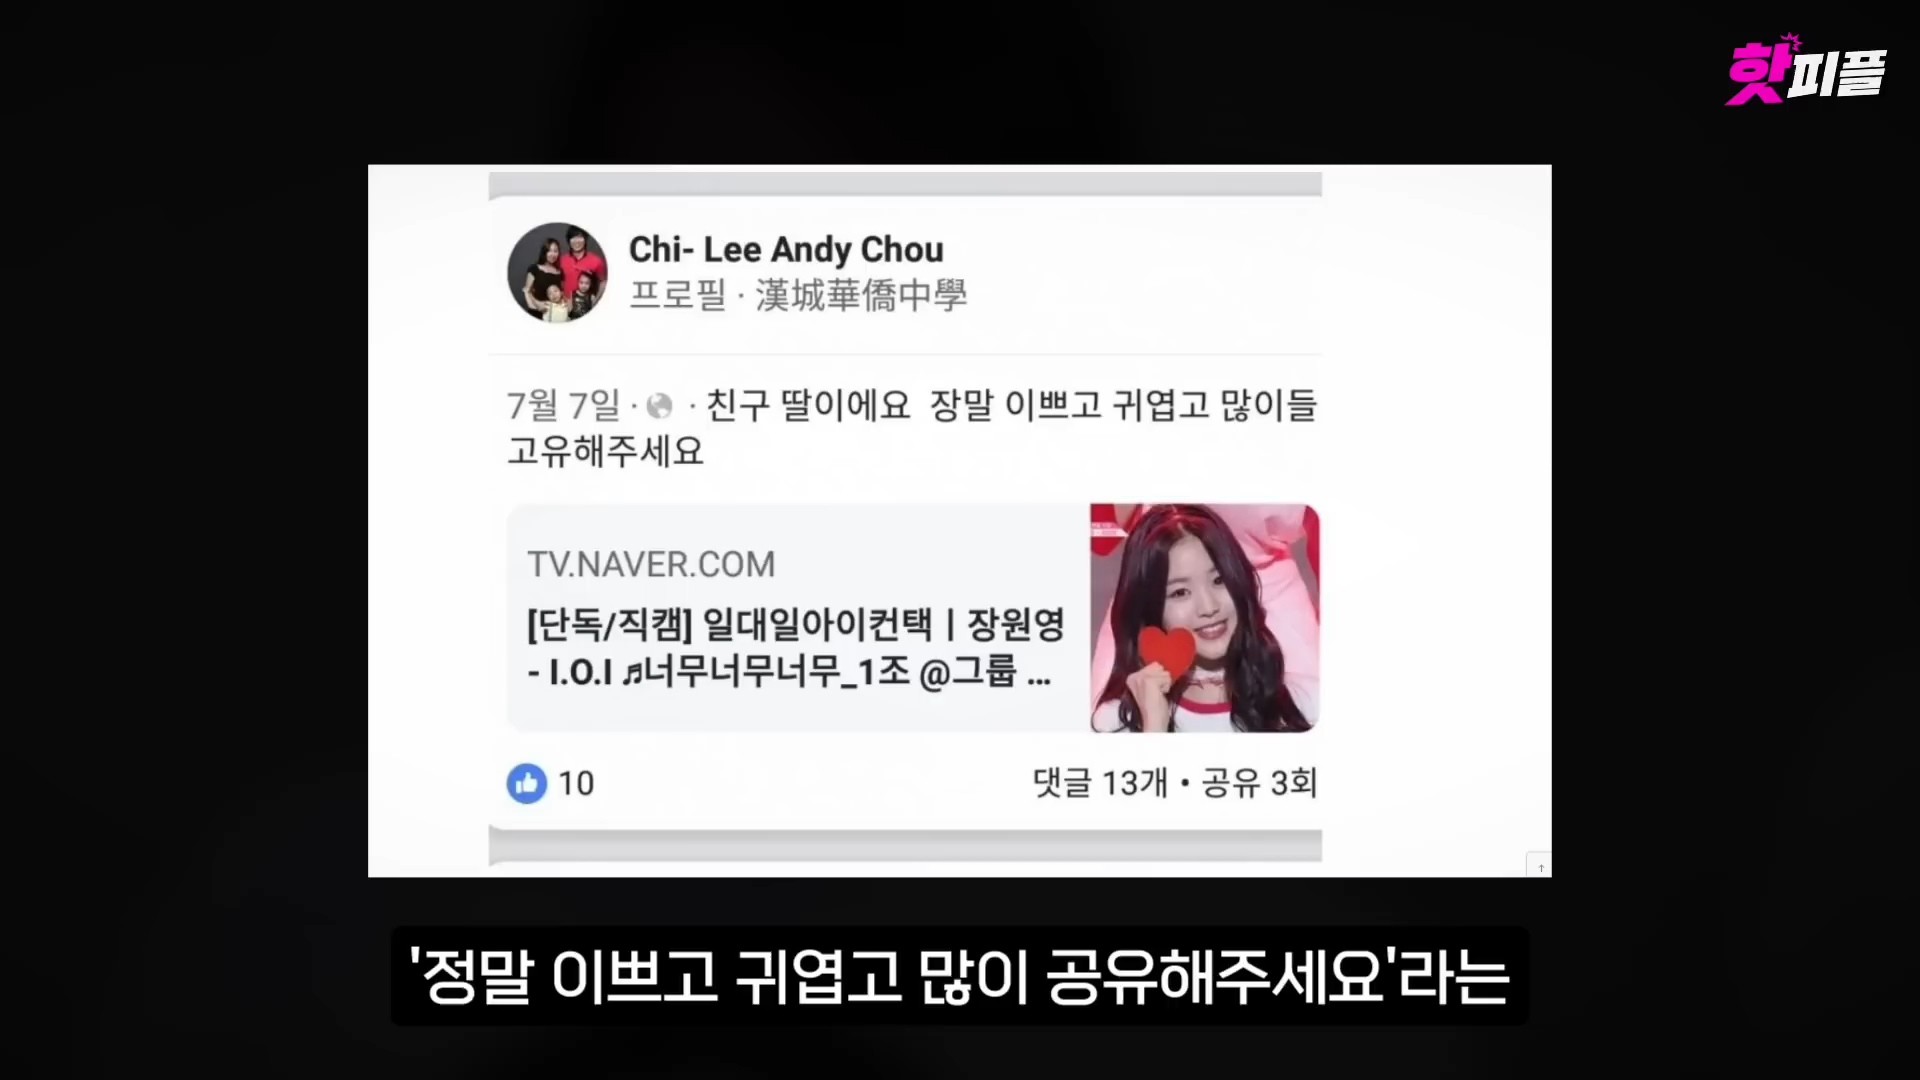 핫피플
Chi- Lee Andy Chou
프로필 · 漢城華僑中學
7월 7일 · · 친구 딸이에요 장말 이쁘고 귀엽고 많이들
고유해주세요
TV.NAVER.COM
[단독/직캠] 일대일아이컨택ㅣ장원영
- I.O.I ♬너무너무너무_1조 @그룹 ...
10
댓글 13개 • 공유 3회
'정말 이쁘고 귀엽고 많이 공유해주세요'라는